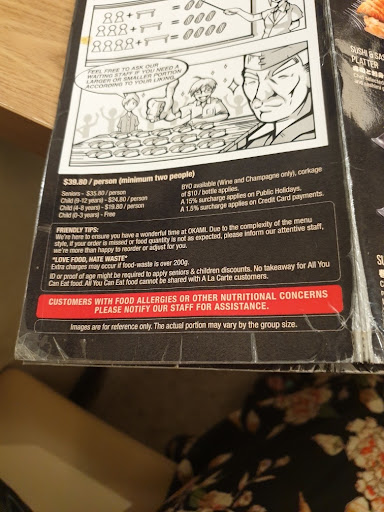 FEEL FREE TO ASK OUR
WAITING STAFF IF YOU NEED A
LARGER OR SMALLER PORTION
ACCORDING TO YOUR LIKING.
SUSHI & SAS
PLATTER
$39.80 / person (minimum two people)
Seniors - $35.80 / person
Child (9-12 years) - $24.80 / person
Child (4-8 years) - $19.80 / person
Child (0-3 years) - Free
BYO available (Wine and Champagne only), corkage
of $10 / bottle applies.
A 15% surcharge applies on Public Holidays.
A 1.5% surcharge applies on Credit Card payments.
FRIENDLY TIPS:
We're here to ensure you have a wonderful time at OKAMI. Due to the complexity of the menu
style, if your order is missed or food quantity is not as expected, please inform our attentive staff,
we're more than happy to reorder or adjust for you.
"LOVE FOOD, HATE WASTE"
Extra charges may occur if food-waste is over 200g.
ID or proof of age might be required to apply seniors & children discounts. No takeaway for All You
Can Eat food. All You Can Eat food cannot be shared with A La Carte customers.
CUSTOMERS WITH FOOD ALLERGIES OR OTHER NUTRITIONAL CONCERNS
PLEASE NOTIFY OUR STAFF FOR ASSISTANCE.
Images are for reference only. The actual portion may vary by the group size.